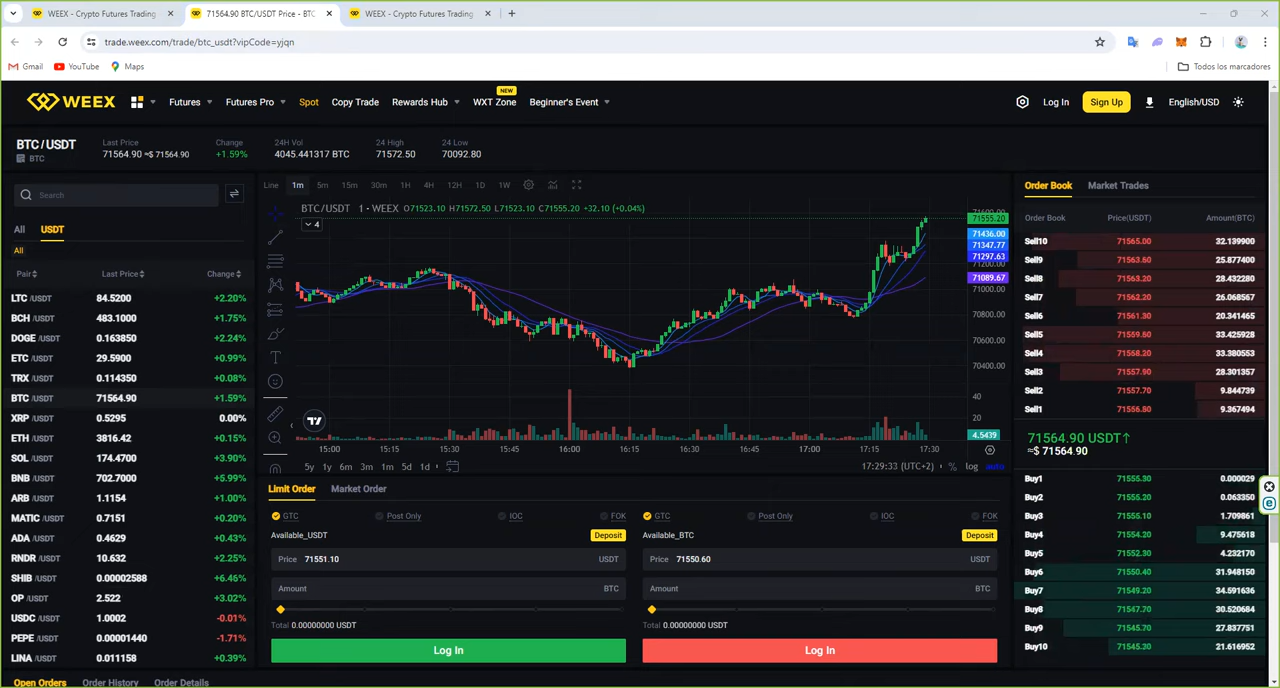 WEEX - Crypto Futures Trading
71564.90 BTC/USDT Price - BTC
WEEX - Crypto Futures Trading
trade.weex.com/trade/btc_usdt?vipCode=yjqn
Gmail YouTube Maps Todos los marcadores
WEEX Futures Futures Pro Spot Copy Trade Rewards Hub WXT Zone NEW Beginner's Event Log In Sign Up English/USD
BTC/USDT
BTC
Last Price
71564.90 ≈$ 71564.90
Change
+1.59%
24H Vol
4045.441317 BTC
24 High
71572.50
24 Low
70092.80
Search
All USDT
All
Pair Last Price Change
LTC /USDT 84.5200 +2.20%
BCH /USDT 483.1000 +1.75%
DOGE /USDT 0.163850 +2.24%
ETC /USDT 29.5900 +0.99%
TRX /USDT 0.114350 +0.08%
BTC /USDT 71564.90 +1.59%
XRP /USDT 0.5295 0.00%
ETH /USDT 3816.42 +0.15%
SOL /USDT 174.4700 +3.90%
BNB /USDT 702.7000 +5.99%
ARB /USDT 1.1154 +1.00%
MATIC /USDT 0.7151 +0.20%
ADA /USDT 0.4629 +0.43%
RNDR /USDT 10.632 +2.25%
SHIB /USDT 0.00002588 +6.46%
OP /USDT 2.522 +3.02%
USDC /USDT 1.0002 -0.01%
PEPE /USDT 0.00001440 -1.71%
LINA /USDT 0.011158 +0.39%
Open Orders Order History Order Details
Line 1m 5m 15m 30m 1H 4H 12H 1D 1W
BTC/USDT 1 - WEEX O71523.10 H71572.50 L71523.10 C71555.20 +32.10 (+0.04%)
4
71555.20
71436.00
71347.77
71297.63
71200.00
71089.67
71000.00
70800.00
70600.00
70400.00
40
20
4.5439
15:00 15:15 15:30 15:45 16:00 16:15 16:30 16:45 17:00 17:15 17:30
5y 1y 6m 3m 1m 5d 1d 17:29:33 (UTC+2) % log auto
Limit Order Market Order
GTC Post Only IOC FOK
Available_USDT Deposit
Price 71551.10 USDT
Amount BTC
Total 0.00000000 USDT
Log In
GTC Post Only IOC FOK
Available_BTC Deposit
Price 71550.60 USDT
Amount BTC
Total 0.00000000 USDT
Log In
Order Book Market Trades
Order Book Price(USDT) Amount(BTC)
Sell10 71565.00 32.139900
Sell9 71563.60 25.877400
Sell8 71563.20 28.432280
Sell7 71562.20 26.068567
Sell6 71561.30 20.341465
Sell5 71559.60 33.425928
Sell4 71558.20 33.380553
Sell3 71557.90 28.301357
Sell2 71557.70 9.844739
Sell1 71556.80 9.367494
71564.90 USDT↑
≈$ 71564.90
Buy1 71555.30 0.000029
Buy2 71555.20 0.063350
Buy3 71555.10 1.709861
Buy4 71554.20 9.475618
Buy5 71552.30 4.232170
Buy6 71550.40 31.948150
Buy7 71549.20 34.591636
Buy8 71547.70 30.520684
Buy9 71545.70 27.837751
Buy10 71545.30 21.616952